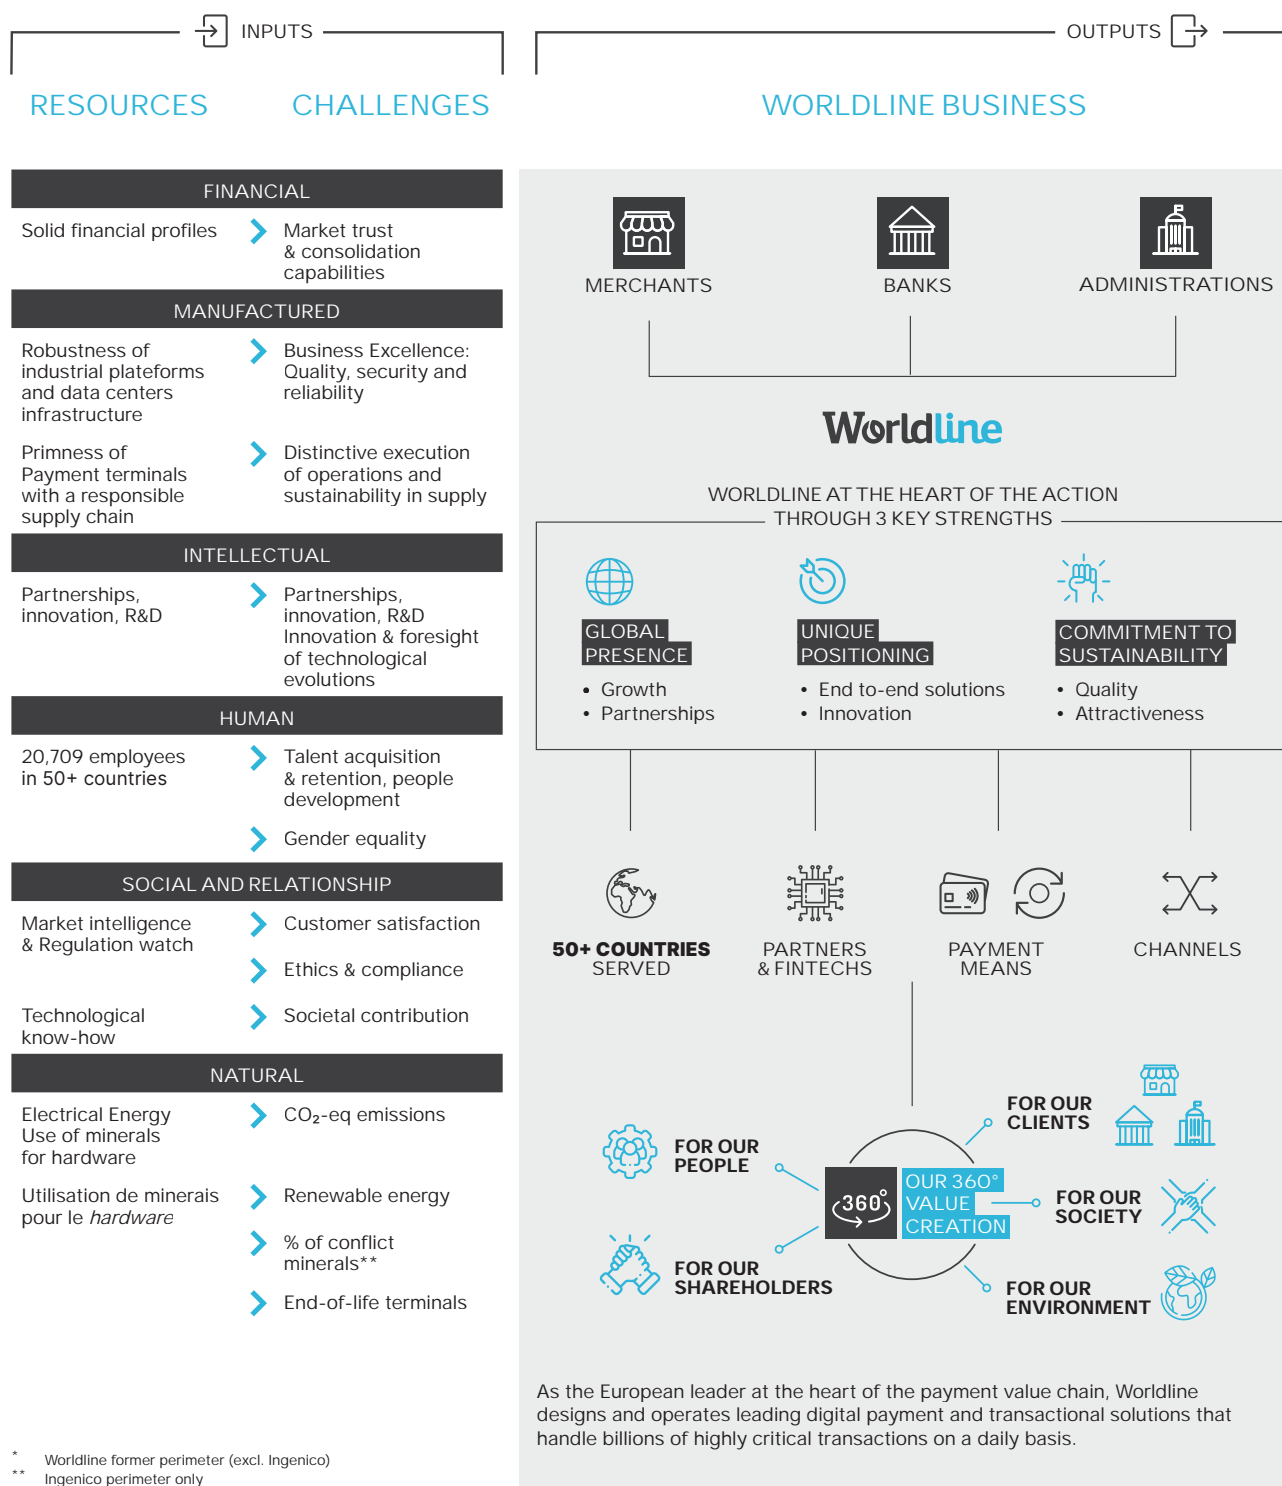 INPUTS
OUTPUTS
RESOURCES
CHALLENGES
WORLDLINE BUSINESS
FINANCIAL
Solid financial profiles
Market trust
& consolidation
capabilities
MANUFACTURED
Robustness of
industrial plateforms
and data centers
infrastructure
Business Excellence:
Quality, security and
reliability
Primness of
Payment terminals
with a responsible
supply chain
Distinctive execution
of operations and
sustainability in supply
INTELLECTUAL
Partnerships,
innovation, R&D
Partnerships,
innovation, R&D
Innovation & foresight
of technological
evolutions
HUMAN
20,709 employees
in 50+ countries
Talent acquisition
& retention, people
development
Gender equality
SOCIAL AND RELATIONSHIP
Market intelligence
& Regulation watch
Customer satisfaction
Ethics & compliance
Technological
know-how
Societal contribution
NATURAL
Electrical Energy
Use of minerals
for hardware
CO₂-eq emissions
Utilisation de minerais
pour le hardware
Renewable energy
% of conflict
minerals**
End-of-life terminals
* Worldline former perimeter (excl. Ingenico)
** Ingenico perimeter only
MERCHANTS
BANKS
ADMINISTRATIONS
Worldline
WORLDLINE AT THE HEART OF THE ACTION
THROUGH 3 KEY STRENGTHS
GLOBAL
PRESENCE
• Growth
• Partnerships
UNIQUE
POSITIONING
• End to-end solutions
• Innovation
COMMITMENT TO
SUSTAINABILITY
• Quality
• Attractiveness
50+ COUNTRIES
SERVED
PARTNERS
& FINTECHS
PAYMENT
MEANS
CHANNELS
FOR OUR
PEOPLE
FOR OUR
SHAREHOLDERS
360°
OUR 360°
VALUE
CREATION
FOR OUR
CLIENTS
FOR OUR
SOCIETY
FOR OUR
ENVIRONMENT
As the European leader at the heart of the payment value chain, Worldline
designs and operates leading digital payment and transactional solutions that
handle billions of highly critical transactions on a daily basis.